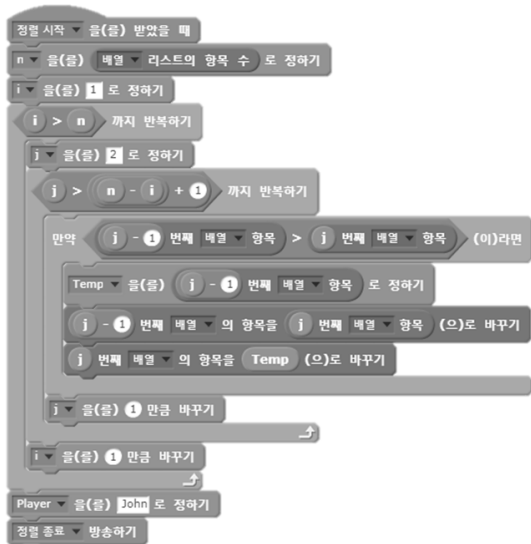 정렬 시작 을(를) 받았을 때
n 을(를) 배열 리스트의 항목 수 로 정하기
i 을(를) 1 로 정하기
i > n 까지 반복하기
j 을(를) 2 로 정하기
j > n - i + 1 까지 반복하기
만약 j - 1 번째 배열 항목 > j 번째 배열 항목 (이)라면
Temp 을(를) j - 1 번째 배열 항목 로 정하기
j - 1 번째 배열 의 항목을 j 번째 배열 항목 (으)로 바꾸기
j 번째 배열 의 항목을 Temp (으)로 바꾸기
j 을(를) 1 만큼 바꾸기
i 을(를) 1 만큼 바꾸기
Player 을(를) John 로 정하기
정렬 종료 방송하기